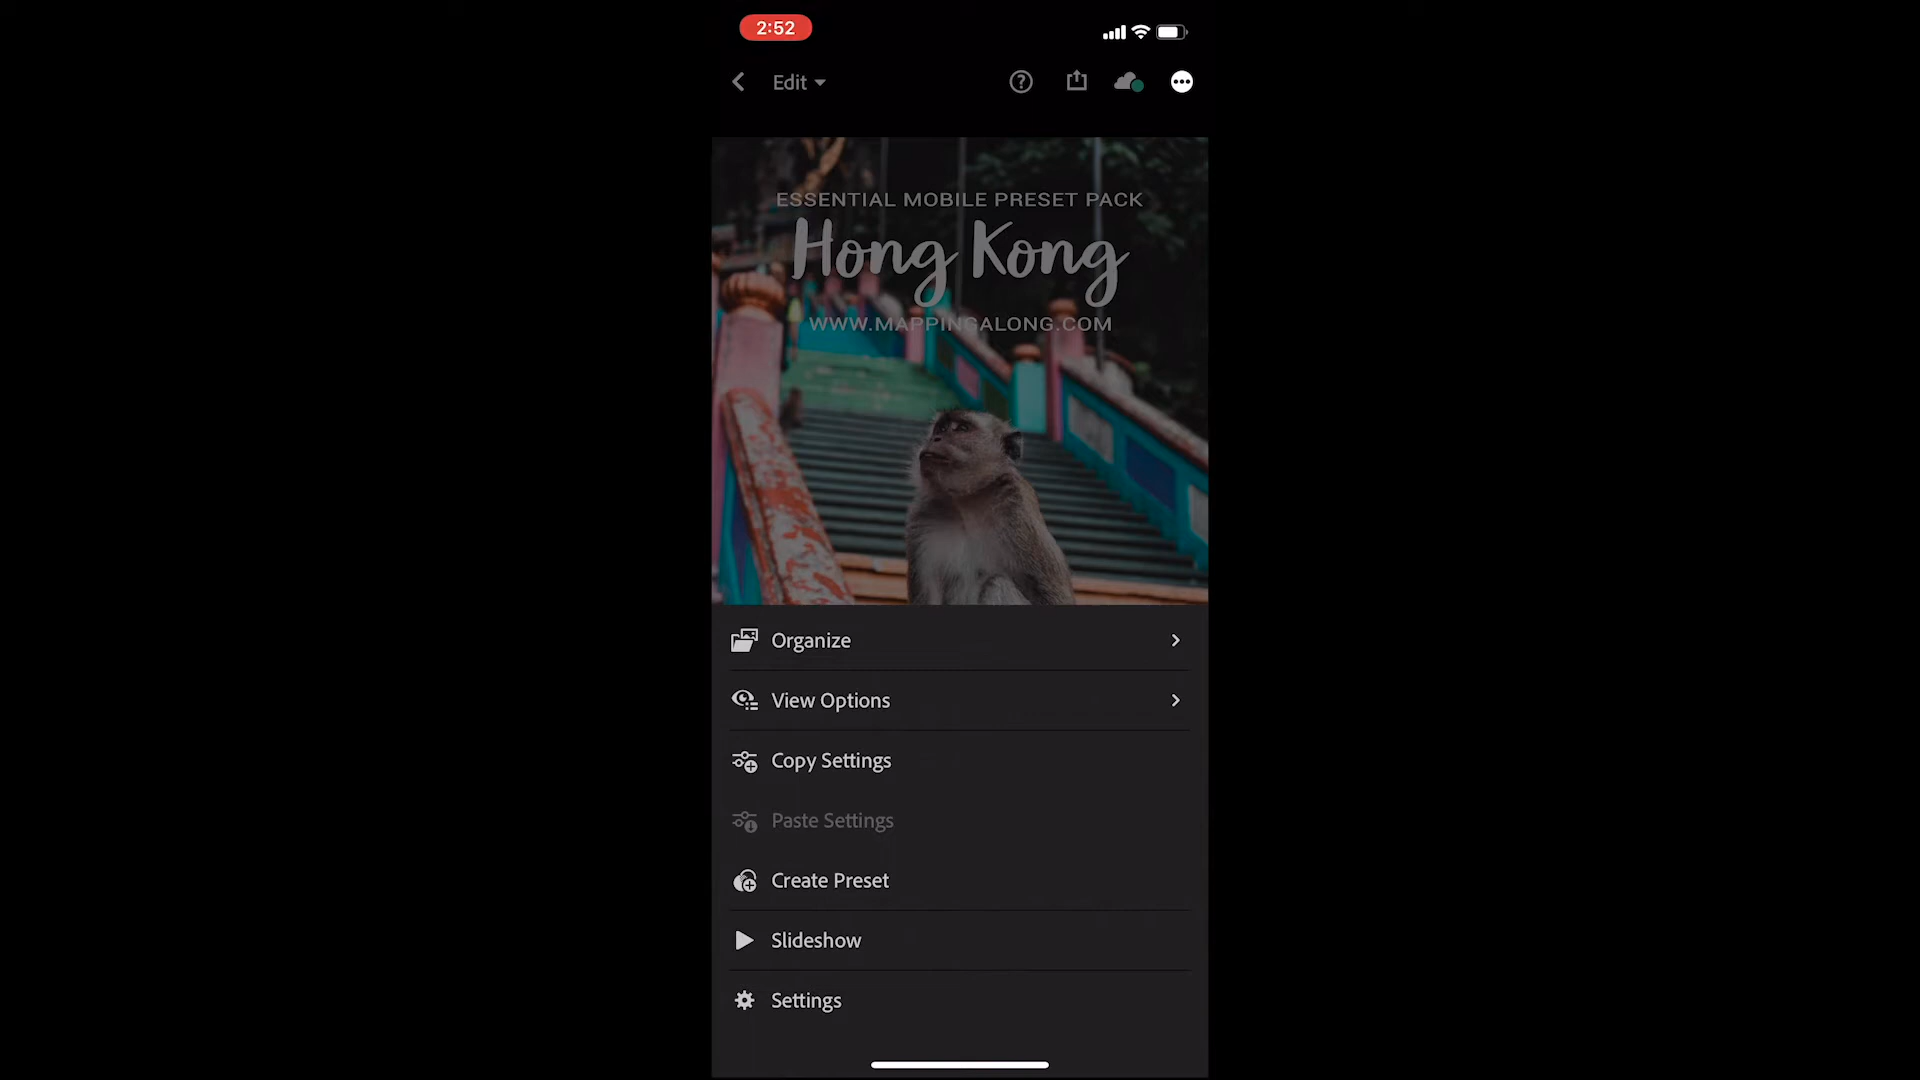 2:52
Edit
ESSENTIAL MOBILE PRESET PACK
Hong Kong
WWW.MAPPINGALONG.COM
Organize
View Options
Copy Settings
Paste Settings
Create Preset
Slideshow
Settings